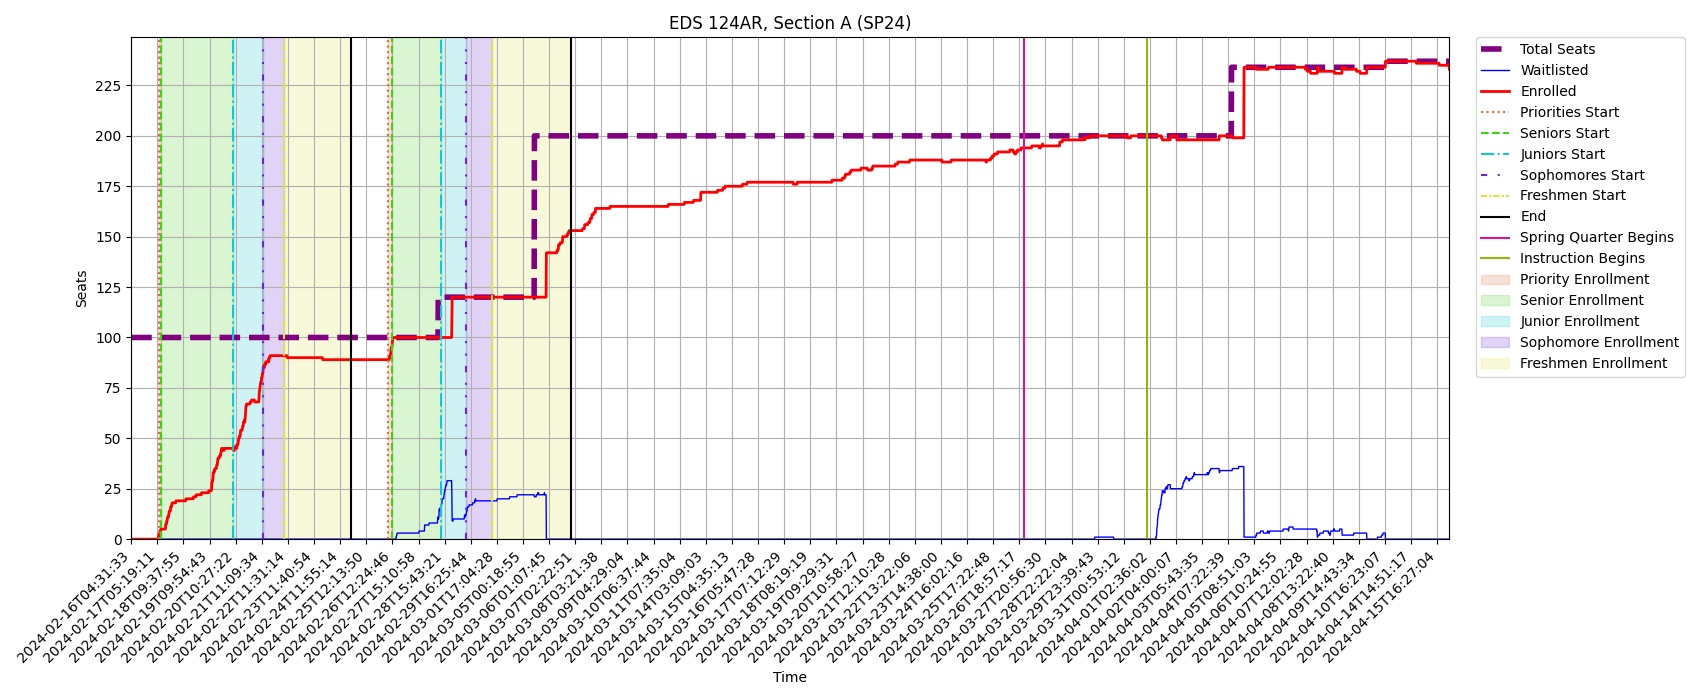 EDS 124AR, Section A (SP24)
Seats
225
200
175
150
125
100
75
50
25
0
2024-02-16T04:31:33
2024-02-17T05:19:11
2024-02-18T09:37:55
2024-02-19T09:54:43
2024-02-20T10:27:22
2024-02-21T11:09:34
2024-02-22T11:31:14
2024-02-23T11:40:54
2024-02-24T11:55:14
2024-02-25T12:13:50
2024-02-26T12:24:46
2024-02-27T15:10:58
2024-02-28T15:43:21
2024-02-29T16:25:44
2024-03-01T17:04:28
2024-03-05T00:18:55
2024-03-06T01:07:45
2024-03-07T02:22:51
2024-03-08T03:21:38
2024-03-09T04:29:04
2024-03-10T06:37:44
2024-03-11T07:35:04
2024-03-14T03:09:03
2024-03-15T04:35:13
2024-03-16T05:47:28
2024-03-17T07:12:29
2024-03-18T08:19:19
2024-03-19T09:29:31
2024-03-20T10:58:27
2024-03-21T12:10:28
2024-03-22T13:22:06
2024-03-23T14:38:00
2024-03-24T16:02:16
2024-03-25T17:22:48
2024-03-26T18:57:17
2024-03-27T20:56:30
2024-03-28T22:22:04
2024-03-29T23:39:43
2024-03-31T00:53:12
2024-04-01T02:36:02
2024-04-02T04:00:07
2024-04-03T05:43:35
2024-04-04T07:22:39
2024-04-05T08:51:03
2024-04-06T10:24:55
2024-04-07T12:02:28
2024-04-08T13:22:40
2024-04-09T14:43:34
2024-04-10T16:23:07
2024-04-14T14:51:17
2024-04-15T16:27:04
Time
Total Seats
Waitlisted
Enrolled
Priorities Start
Seniors Start
Juniors Start
Sophomores Start
Freshmen Start
End
Spring Quarter Begins
Instruction Begins
Priority Enrollment
Senior Enrollment
Junior Enrollment
Sophomore Enrollment
Freshmen Enrollment